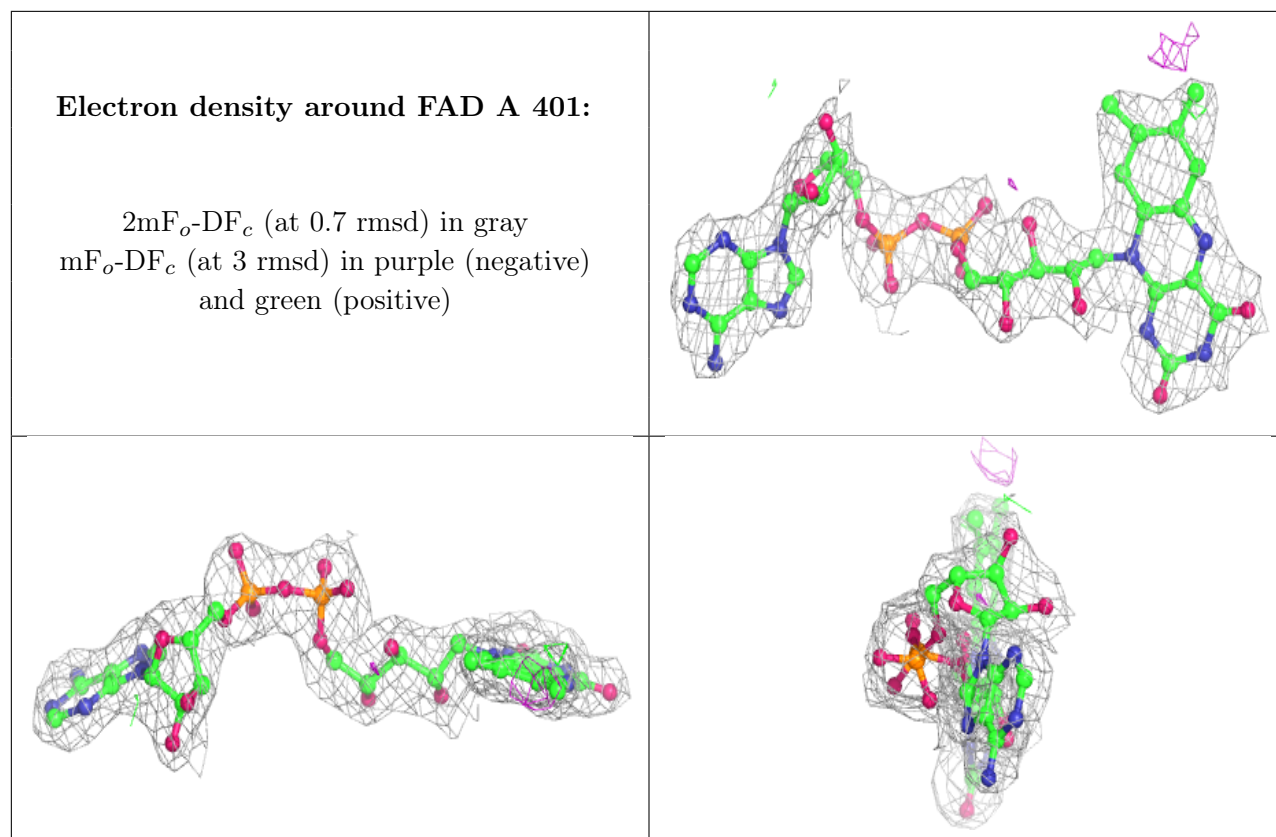 Electron density around FAD A 401:
2mFo-DFc (at 0.7 rmsd) in gray
mFo-DFc (at 3 rmsd) in purple (negative)
and green (positive)